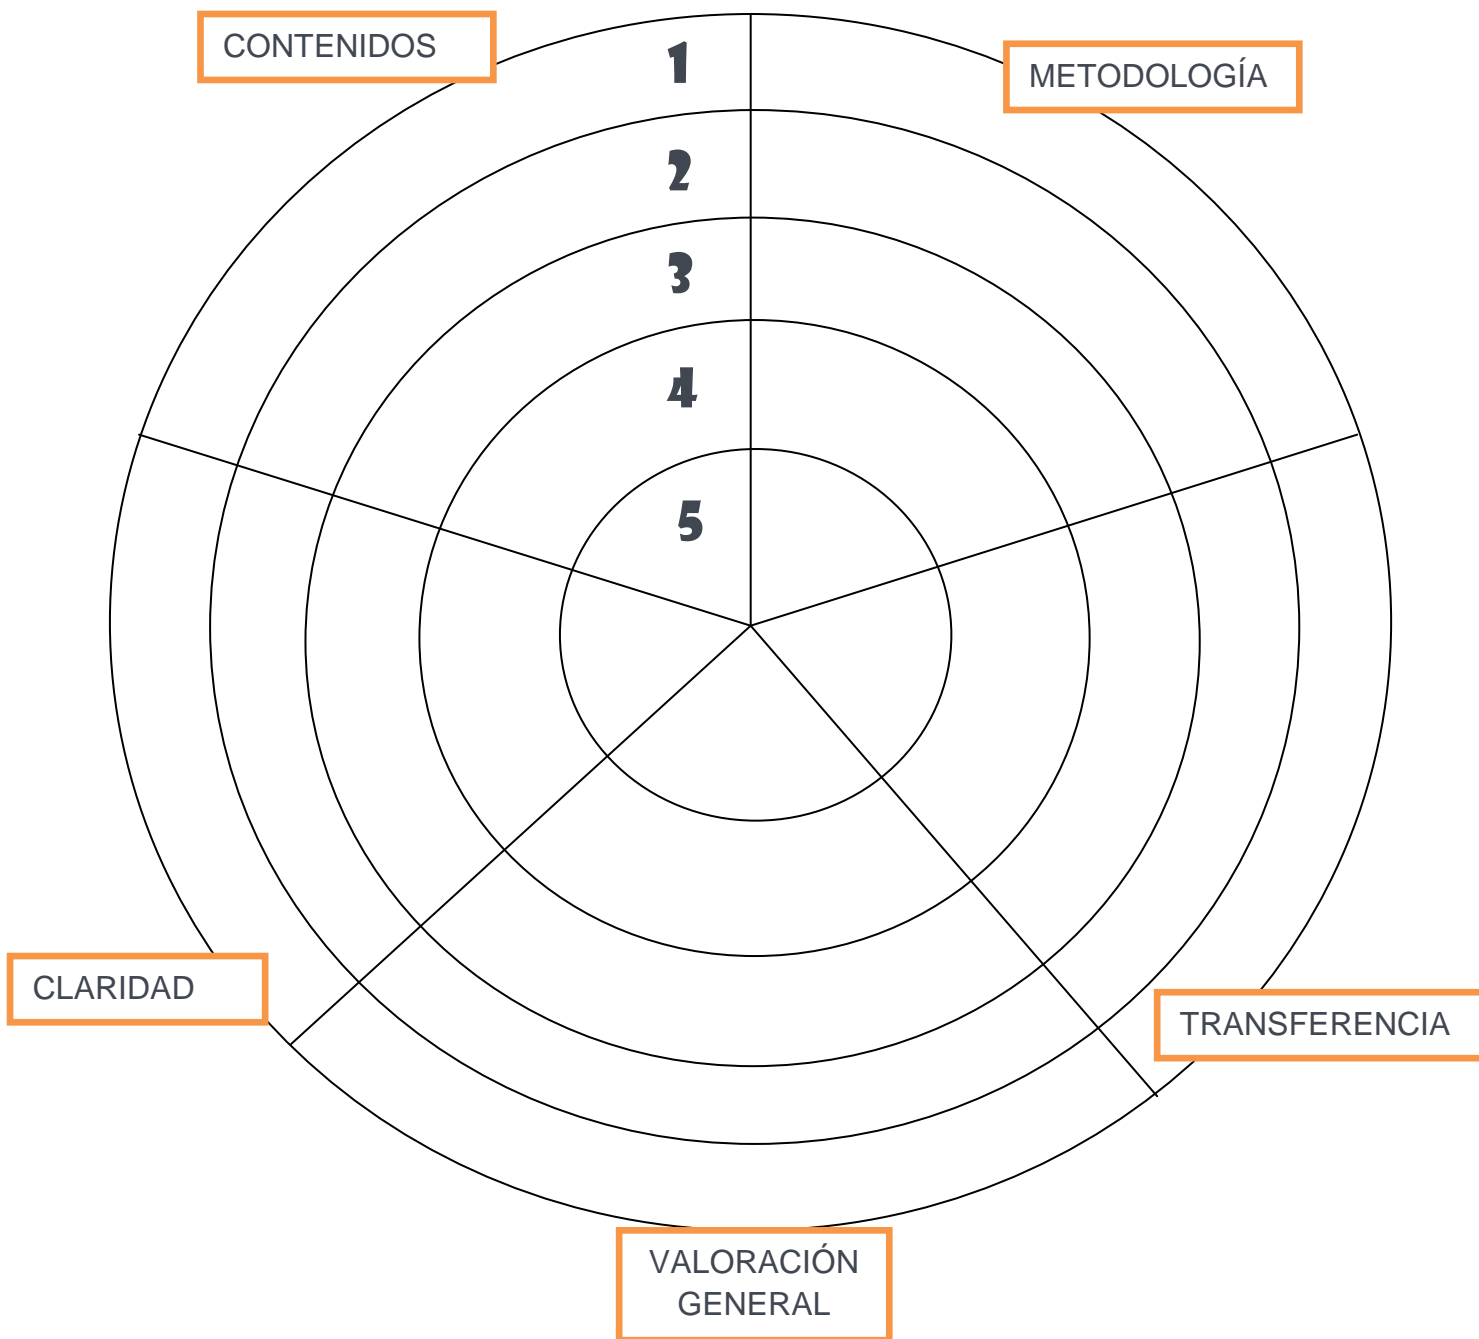 CONTENIDOS
1
METODOLOGÍA
2
3
4
5
CLARIDAD
TRANSFERENCIA
VALORACIÓN
GENERAL